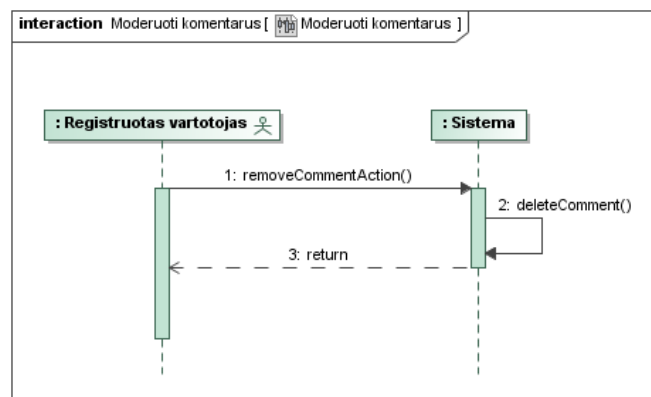 interaction Moderuoti komentarus [ Moderuoti komentarus ]
: Registruotas vartotojas
: Sistema
1: removeCommentAction()
2: deleteComment()
3: return